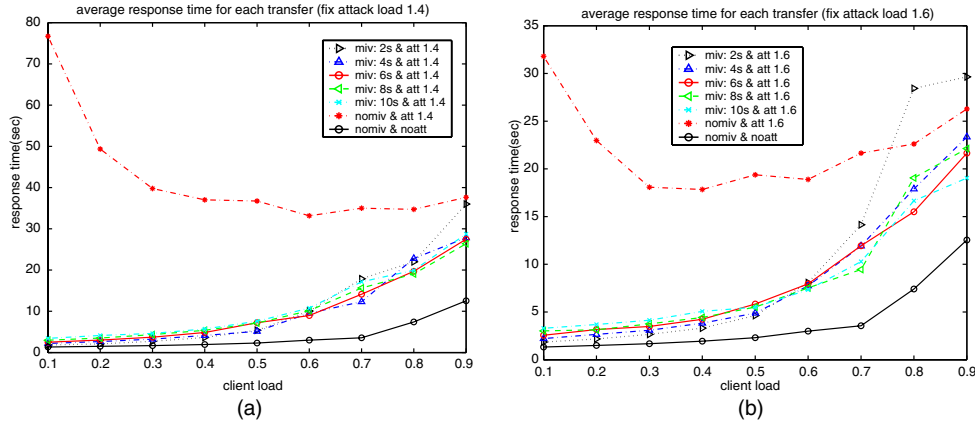 average response time for each transfer (fix attack load 1.4)
80
70
60
50
40
30
20
10
0
response time(sec)
miv: 2s & att 1.4
miv: 4s & att 1.4
miv: 6s & att 1.4
miv: 8s & att 1.4
miv: 10s & att 1.4
nomiv & att 1.4
nomiv & noatt
0.1 0.2 0.3 0.4 0.5 0.6 0.7 0.8 0.9
client load
(a)
average response time for each transfer (fix attack load 1.6)
35
30
25
20
15
10
5
0
response time(sec)
miv: 2s & att 1.6
miv: 4s & att 1.6
miv: 6s & att 1.6
miv: 8s & att 1.6
miv: 10s & att 1.6
nomiv & att 1.6
nomiv & noatt
0.1 0.2 0.3 0.4 0.5 0.6 0.7 0.8 0.9
client load
(b)